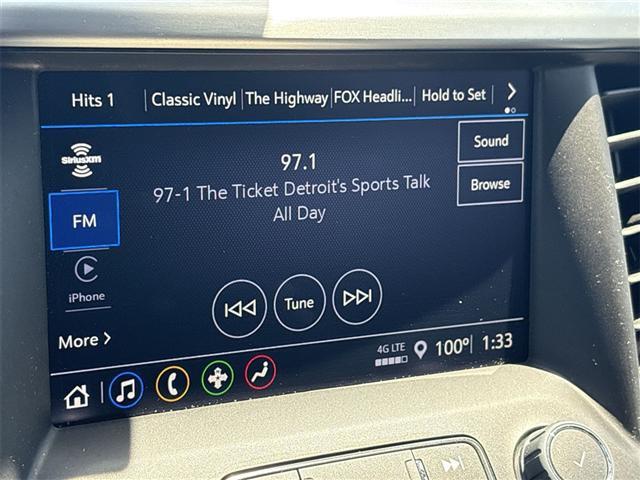 Hits 1 Classic Vinyl The Highway FOX Headli... Hold to Set
SiriusXM
97.1
Sound
97-1 The Ticket Detroit's Sports Talk
All Day
Browse
FM
iPhone
Tune
More
4G LTE
100° 1:33